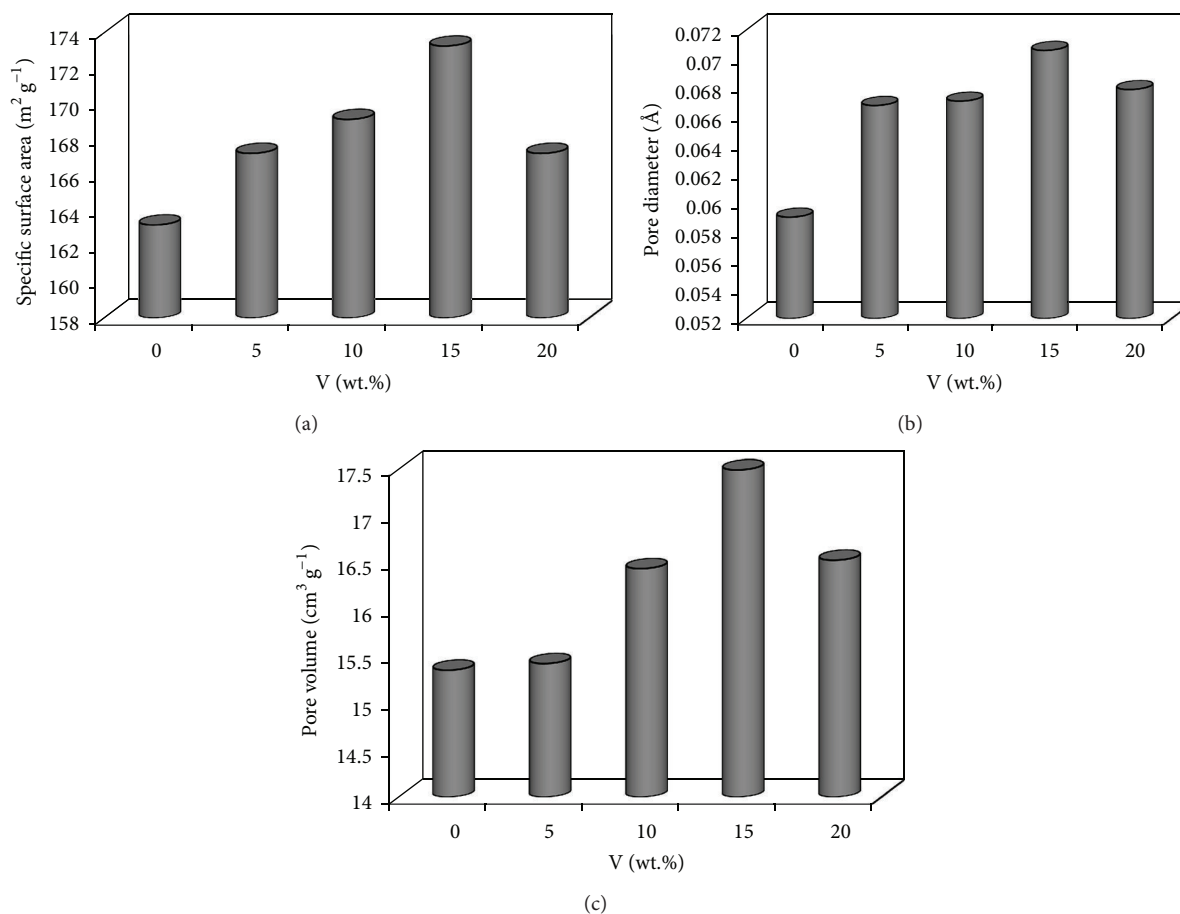 174
172
170
168
166
164
162
160
158
Specific surface area (m² g⁻¹)
0 5 10 15 20
V (wt.%)
(a)
0.072
0.07
0.068
0.066
0.064
0.062
0.06
0.058
0.056
0.054
0.052
Pore diameter (Å)
0 5 10 15 20
V (wt.%)
(b)
17.5
17
16.5
16
15.5
15
14.5
14
Pore volume (cm³ g⁻¹)
0 5 10 15 20
V (wt.%)
(c)